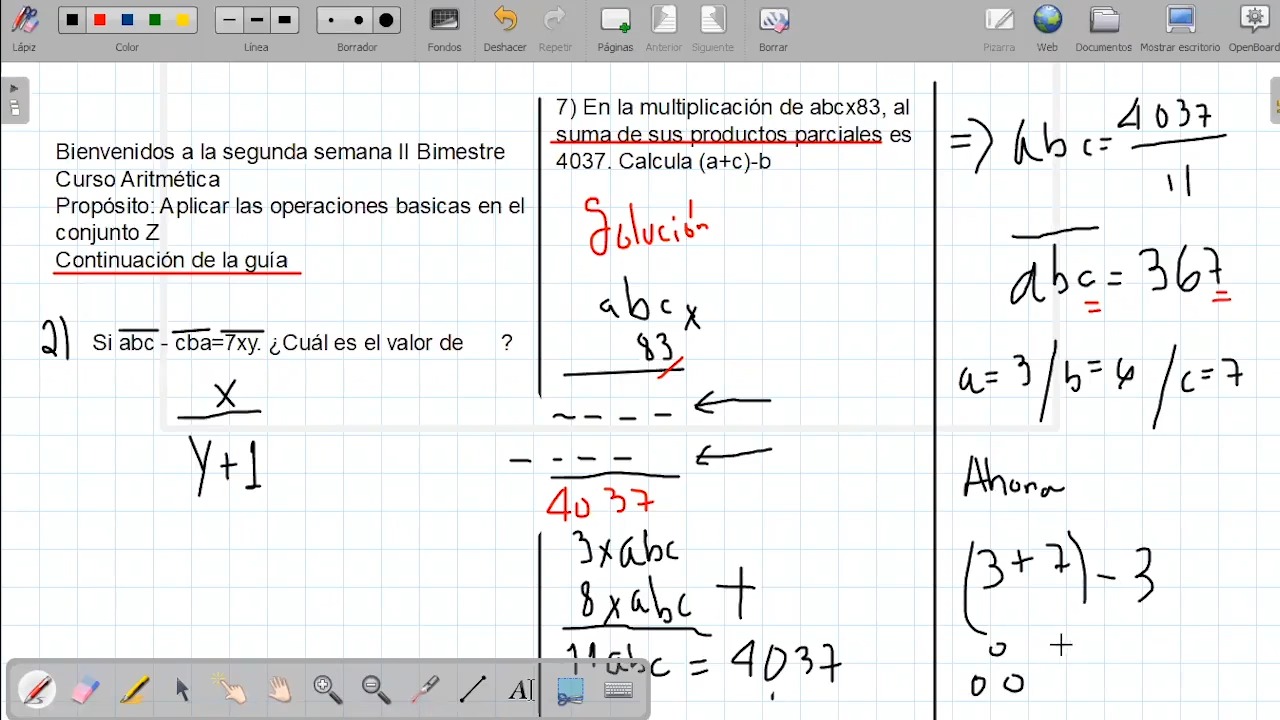 Lápiz
Color
Línea
Borrador
Fondos
Deshacer
Repetir
Páginas
Anterior
Siguiente
Borrar
Pizarra
Web
Documentos
Mostrar escritorio
OpenBoard
Bienvenidos a la segunda semana II Bimestre
Curso Aritmética
Propósito: Aplicar las operaciones basicas en el
conjunto Z
Continuación de la guía
2) Si abc - cba=7xy. ¿Cuál es el valor de ?
x
y+1
7) En la multiplicación de abcx83, al
suma de sus productos parciales es
4037. Calcula (a+c)-b
Solución
abc x
83
4037
3xabc
8xabc +
11abc = 4037
=> abc = 4037
11
abc = 367
a = 3 / b = 6 / c = 7
Ahora
(3 + 7) - 3